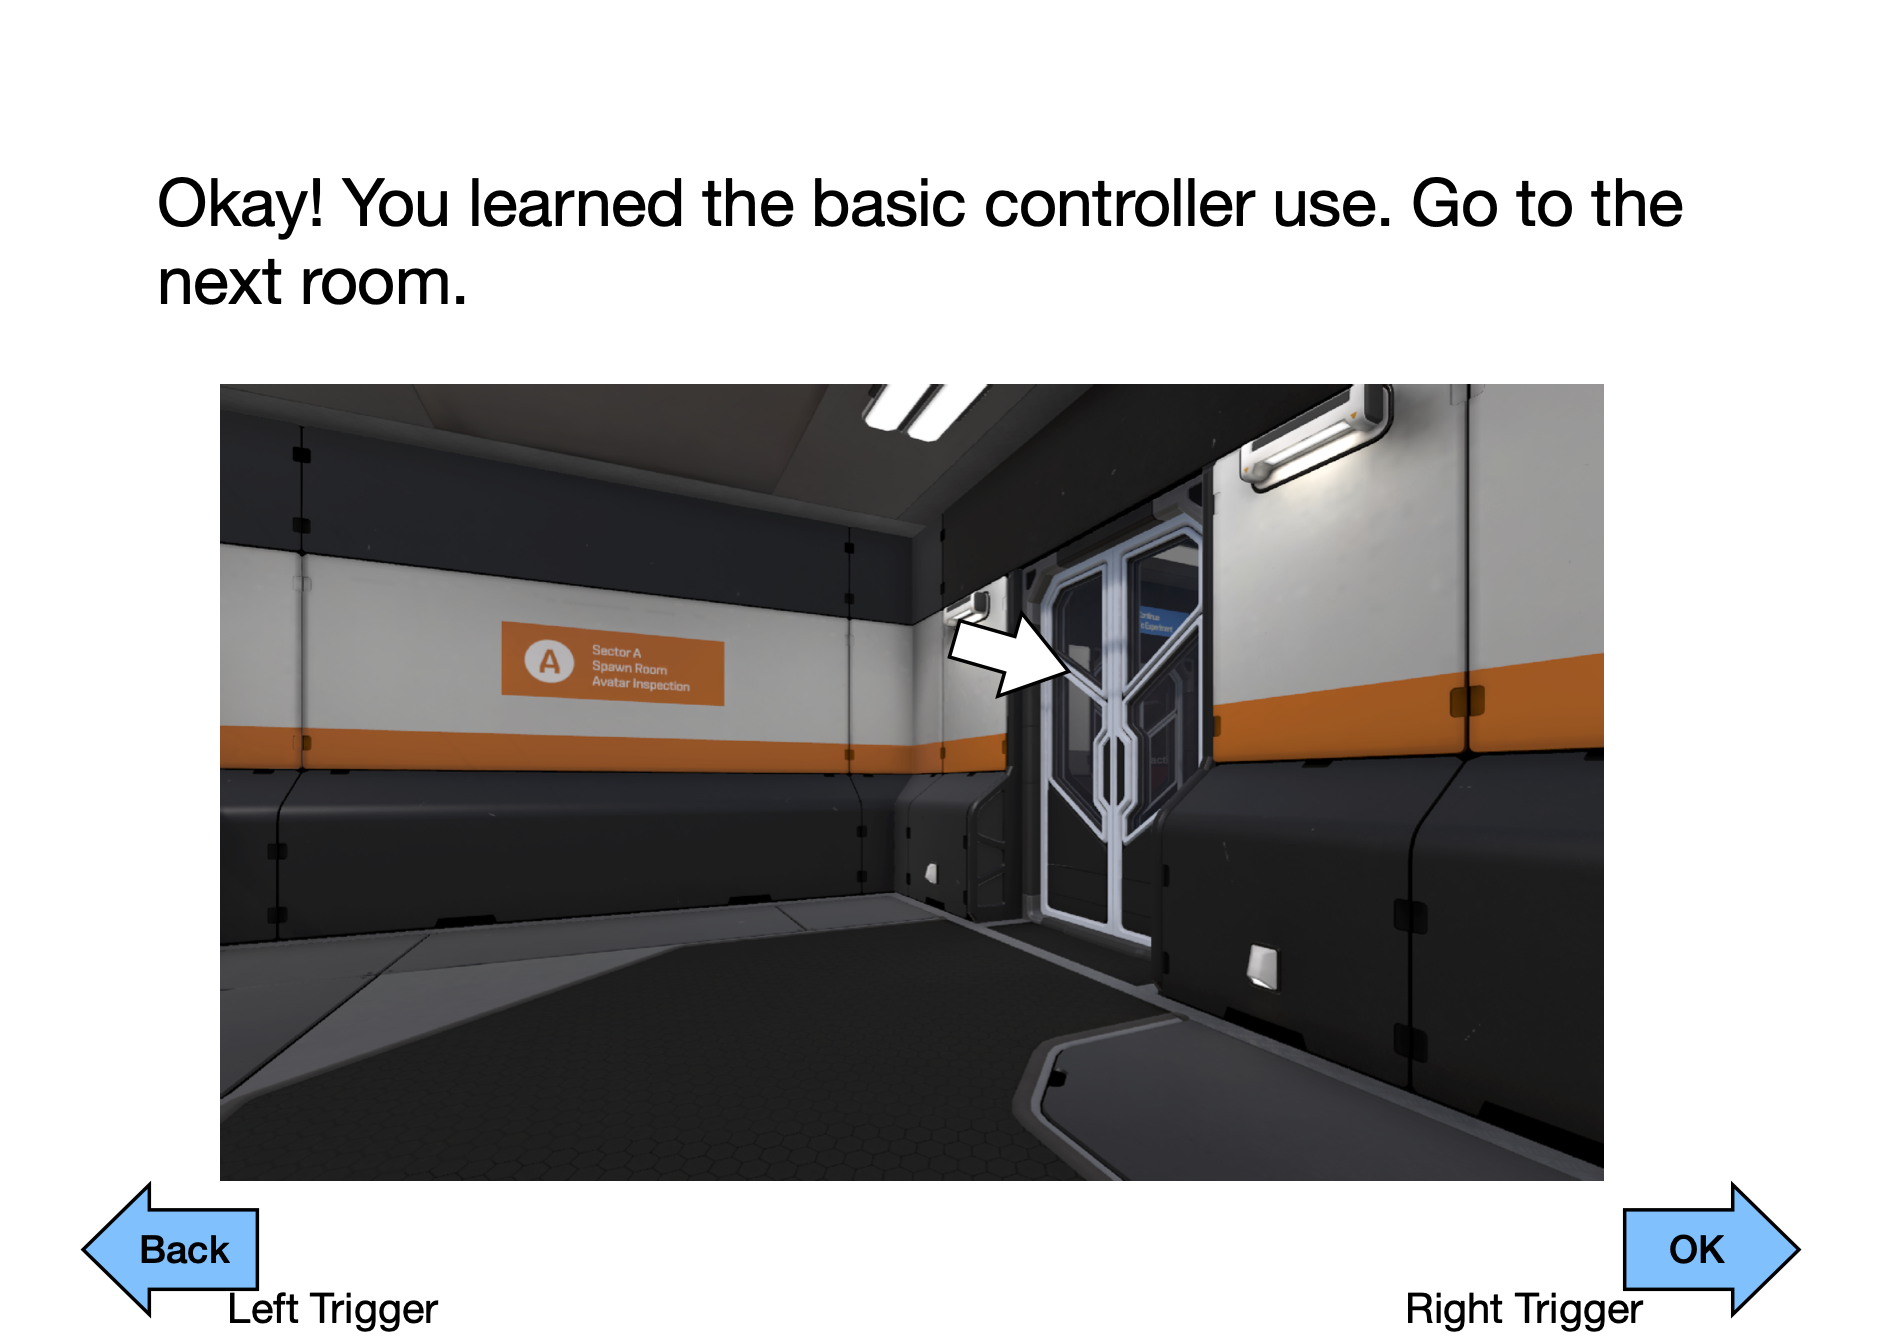 Okay! You learned the basic controller use. Go to the
next room.
A
Sector A
Spawn Room
Avatar Inspection
Back
Left Trigger
OK
Right Trigger